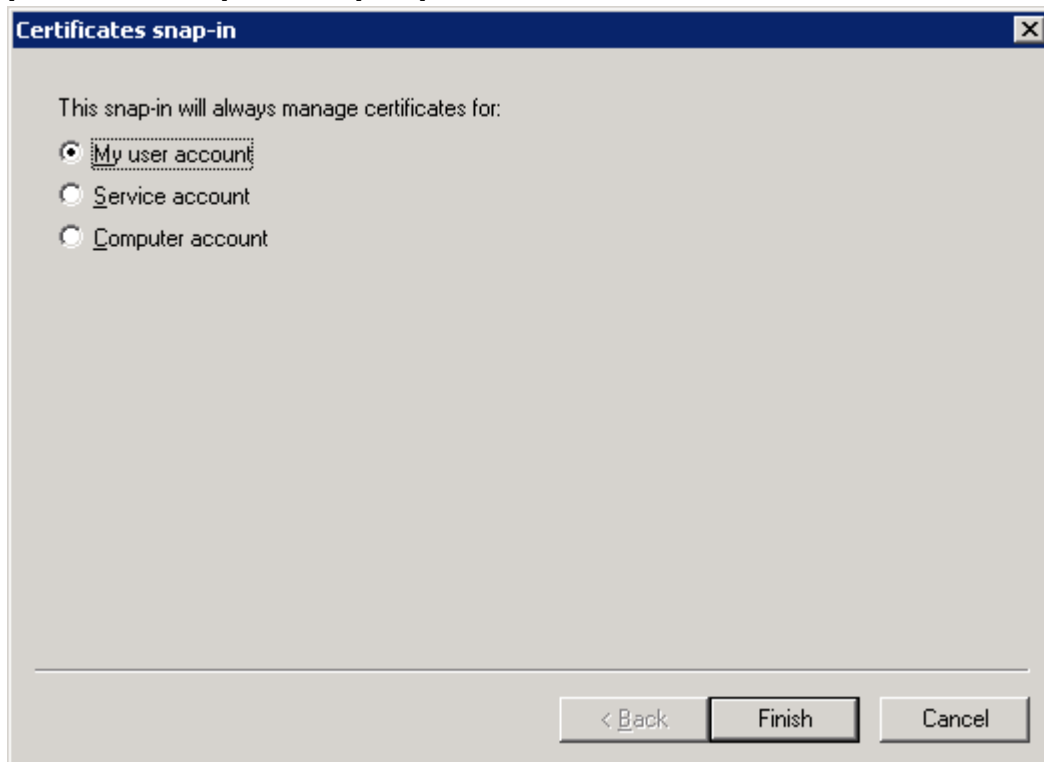 Certificates snap-in
This snap-in will always manage certificates for:
My user account
Service account
Computer account
< Back Finish Cancel